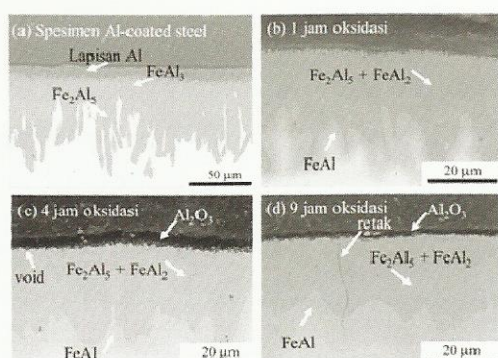 (a) Spesimen Al-coated steel
Lapisan Al
FeAl₃
Fe₂Al₅
50 μm
(b) 1 jam oksidasi
Fe₂Al₅ + FeAl₂
FeAl
20 μm
(c) 4 jam oksidasi
Al₂O₃
void
Fe₂Al₅ + FeAl₂
FeAl
20 μm
(d) 9 jam oksidasi
Al₂O₃
retak
Fe₂Al₅ + FeAl₂
FeAl
20 μm